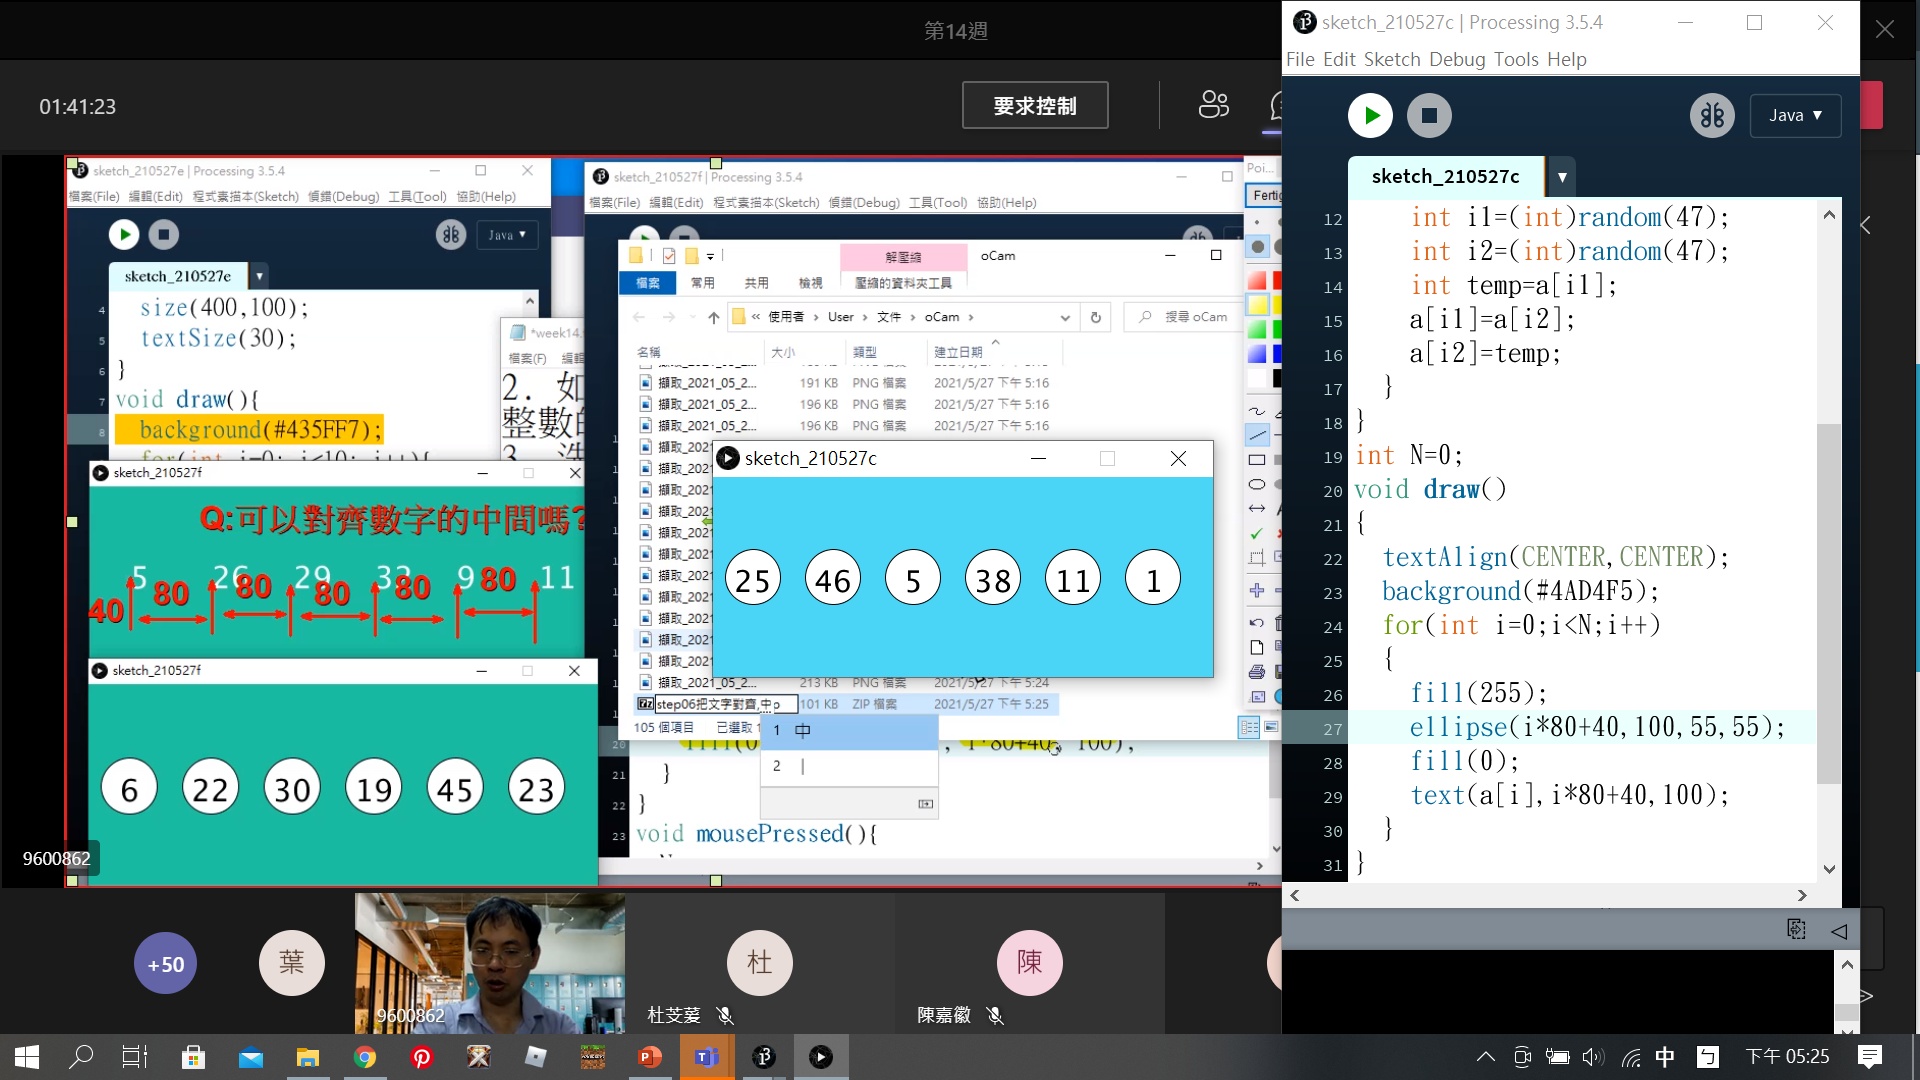 第14週
01:41:23
要求控制
sketch_210527e | Processing 3.5.4
檔案(File) 編輯(Edit) 程式素描本(Sketch) 偵錯(Debug) 工具(Tool) 協助(Help)
Java ▼
sketch_210527e ▼
4 size(400,100);
5 textSize(30);
6 }
7 void draw(){
8 background(#435FF7);
for(int i=0; i<10; i++){
*week14.
檔案(F) 編輯
2. 如
整數的
sketch_210527f
Q:可以對齊數字的中間嗎?
5 26 29 33 9 11
40 80 80 80 80 80
sketch_210527f
6 22 30 19 45 23
9600862
sketch_210527f | Processing 3.5.4
檔案(File) 編輯(Edit) 程式素描本(Sketch) 偵錯(Debug) 工具(Tool) 協助(Help)
解壓縮 oCam
檔案 常用 共用 檢視 壓縮的資料夾工具
« 使用者 › User › 文件 › oCam ›
搜尋 oCam
名稱 大小 類型 建立日期
擷取_2021_05_2... 191 KB PNG 檔案 2021/5/27 下午 5:16
擷取_2021_05_2... 196 KB PNG 檔案 2021/5/27 下午 5:16
擷取_2021_05_2... 196 KB PNG 檔案 2021/5/27 下午 5:16
擷取_2021
擷取_2021
擷取_2021
擷取_2021
擷取_2021
擷取_2021
擷取_2021
擷取_2021
擷取_2021
擷取_2021
擷取_2021
擷取_2021_05_2... 213 KB PNG 檔案 2021/5/27 下午 5:24
step06把文字對齊,中p 101 KB ZIP 檔案 2021/5/27 下午 5:25
105 個項目 已選取 1
1 中
2
sketch_210527c
25 46 5 38 11 1
20 , i*80+40, 100);
21 }
22 }
23 void mousePressed(){
Poi...
Fertig
sketch_210527c | Processing 3.5.4
File Edit Sketch Debug Tools Help
Java ▼
sketch_210527c ▼
12 int i1=(int)random(47);
13 int i2=(int)random(47);
14 int temp=a[i1];
15 a[i1]=a[i2];
16 a[i2]=temp;
17 }
18 }
19 int N=0;
20 void draw()
21 {
22 textAlign(CENTER,CENTER);
23 background(#4AD4F5);
24 for(int i=0;i<N;i++)
25 {
26 fill(255);
27 ellipse(i*80+40,100,55,55);
28 fill(0);
29 text(a[i],i*80+40,100);
30 }
31 }
+50
葉
9600862
杜
陳
陳嘉徽
中
下午 05:25